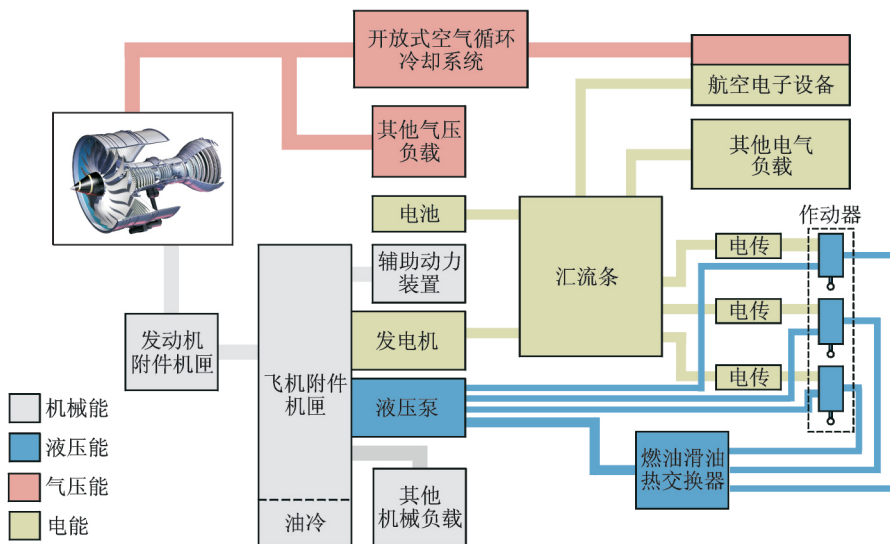 开放式空气循环
冷却系统
航空电子设备
其他气压
负载
其他电气
负载
电池
作动器
辅助动力
装置
汇流条
电传
发动机
附件机匣
发电机
电传
飞机附件
机匣
液压泵
电传
机械能
液压能
气压能
电能
燃油滑油
热交换器
其他
机械负载
油冷